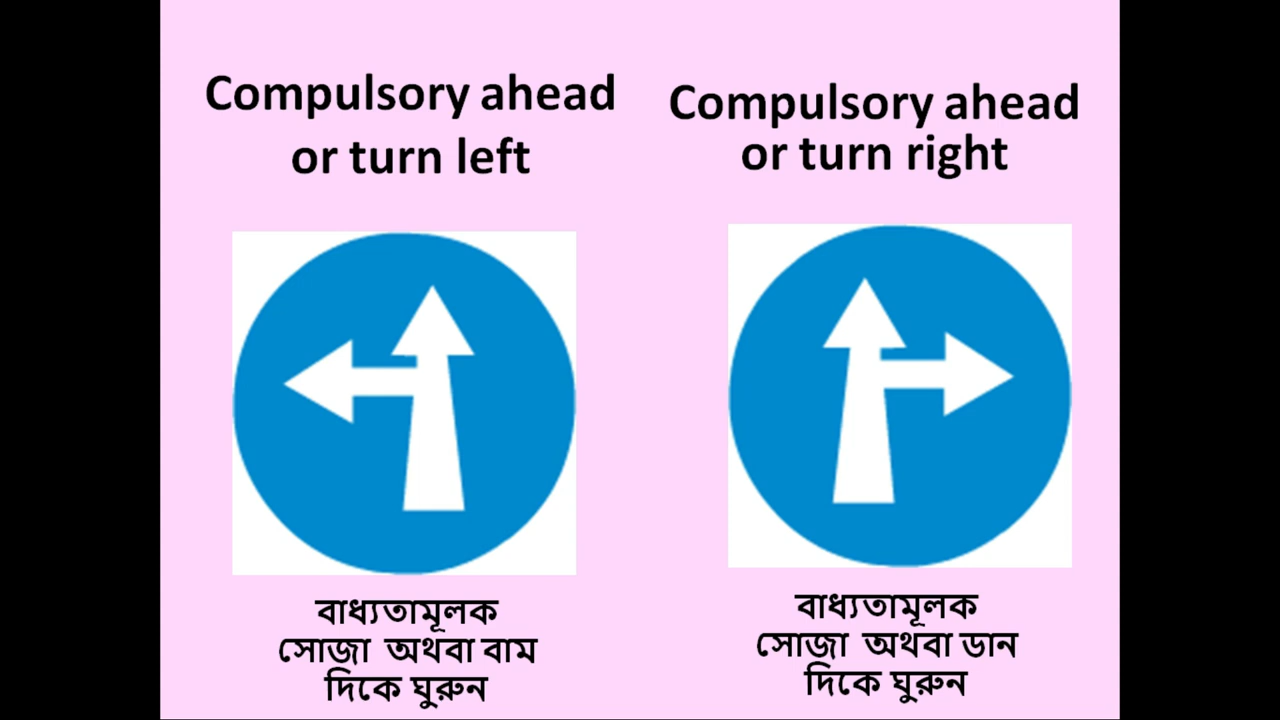 Compulsory ahead
or turn left
Compulsory ahead
or turn right
বাধ্যতামূলক
সোজা অথবা বাম
দিকে ঘুরুন
বাধ্যতামূলক
সোজা অথবা ডান
দিকে ঘুরুন